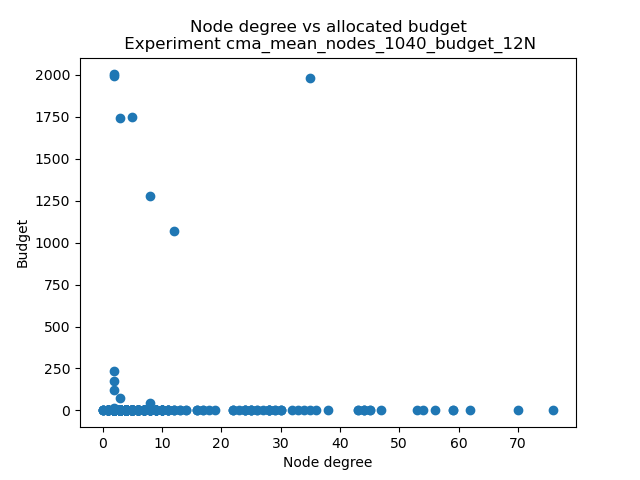 Node degree vs allocated budget
Experiment cma_mean_nodes_1040_budget_12N
2000
1750
1500
1250
1000
750
500
250
0
Budget
0 10 20 30 40 50 60 70
Node degree